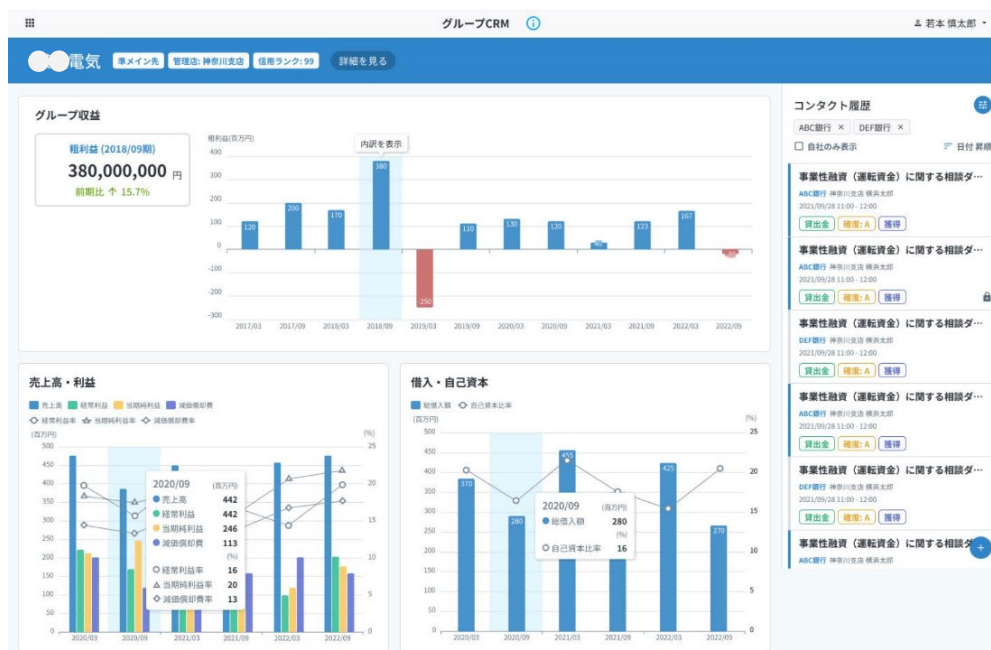 グループCRM
若本 慎太郎
電気 準メイン先 管理店: 神奈川支店 信用ランク: 99 詳細を見る
グループ収益
粗利益 (2018/09期)
380,000,000 円
前期比 ↑ 15.7%
粗利益(百万円)
内訳を表示
400
300
200
100
0
-100
-200
-300
120 200 170 380 -250 110 130 120 123 167
2017/03 2017/09 2018/03 2018/09 2019/03 2019/09 2020/03 2020/09 2021/03 2021/09 2022/03 2022/09
売上高・利益
売上高 経常利益 当期純利益 減価償却費
経常利益率 当期純利益率 減価償却費率
(百万円) (%)
500 25
450
400 20
350
300 15
250
200 10
150
100 5
50
0 0
2020/09 (百万円)
売上高 442
経常利益 442
当期純利益 246
減価償却費 113
(%)
経常利益率 16
当期純利益率 20
減価償却費率 13
2020/03 2020/09 2021/03 2021/09 2022/03 2022/09
借入・自己資本
総借入額 自己資本比率
(百万円) (%)
500 25
450
400 20
350
300 15
250
200 10
150
100 5
50
0 0
370 280 455 425 270
2020/09 (百万円)
総借入額 280
(%)
自己資本比率 16
2020/03 2020/09 2021/03 2021/09 2022/03 2022/09
コンタクト履歴
ABC銀行 × DEF銀行 ×
自社のみ表示 日付 昇順
事業性融資（運転資金）に関する相談ダ…
ABC銀行 神奈川支店 横浜太郎
2021/09/28 11:00 - 12:00
貸出金 確度: A 獲得
事業性融資（運転資金）に関する相談ダ…
ABC銀行 神奈川支店 横浜太郎
2021/09/28 11:00 - 12:00
貸出金 確度: A 獲得
事業性融資（運転資金）に関する相談ダ…
DEF銀行 神奈川支店 横浜太郎
2021/09/28 11:00 - 12:00
貸出金 確度: A 獲得
事業性融資（運転資金）に関する相談ダ…
ABC銀行 神奈川支店 横浜太郎
2021/09/28 11:00 - 12:00
貸出金 確度: A 獲得
事業性融資（運転資金）に関する相談ダ…
DEF銀行 神奈川支店 横浜太郎
2021/09/28 11:00 - 12:00
貸出金 確度: A 獲得
事業性融資（運転資金）に関する相談ダ…
ABC銀行 神奈川支店 横浜太郎